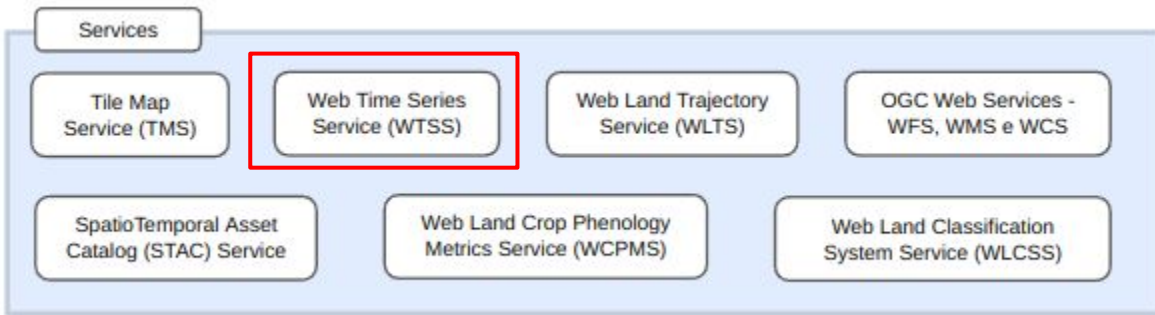 Services
Tile Map
Service (TMS)
Web Time Series
Service (WTSS)
Web Land Trajectory
Service (WLTS)
OGC Web Services -
WFS, WMS e WCS
SpatioTemporal Asset
Catalog (STAC) Service
Web Land Crop Phenology
Metrics Service (WCPMS)
Web Land Classification
System Service (WLCSS)